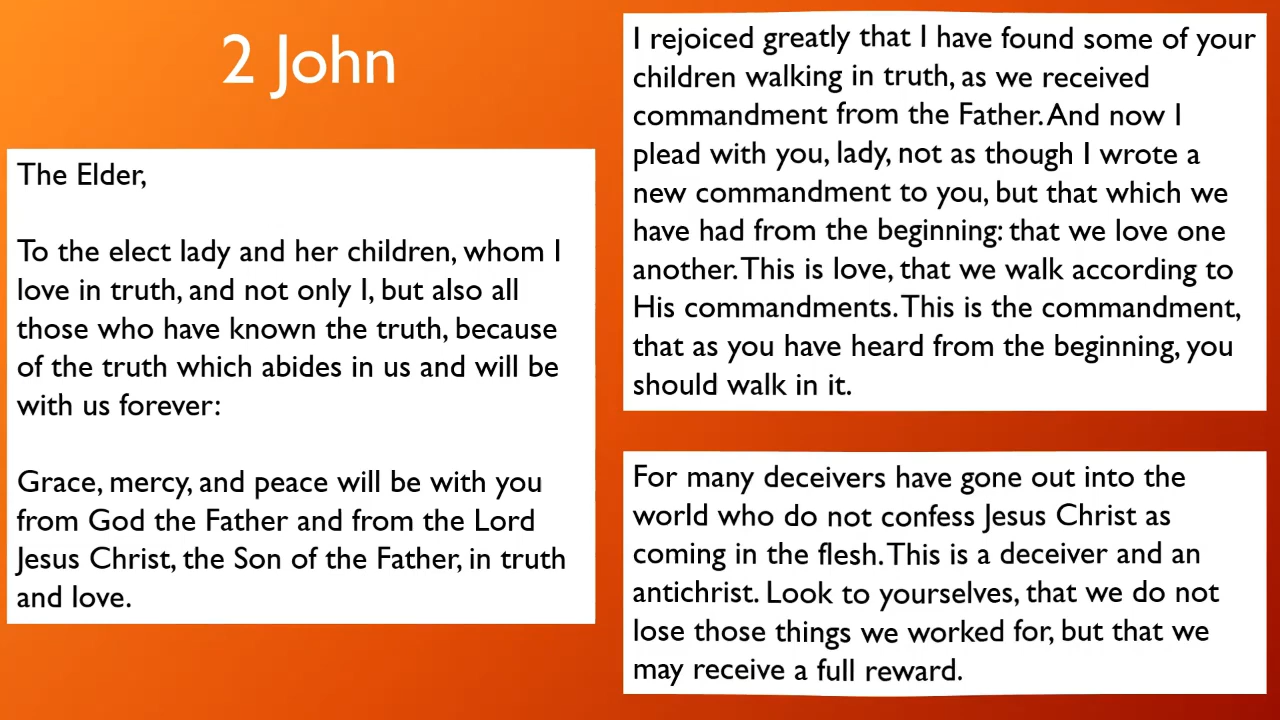 2 John
The Elder,
To the elect lady and her children, whom I
love in truth, and not only I, but also all
those who have known the truth, because
of the truth which abides in us and will be
with us forever:
Grace, mercy, and peace will be with you
from God the Father and from the Lord
Jesus Christ, the Son of the Father, in truth
and love.
I rejoiced greatly that I have found some of your
children walking in truth, as we received
commandment from the Father. And now I
plead with you, lady, not as though I wrote a
new commandment to you, but that which we
have had from the beginning: that we love one
another. This is love, that we walk according to
His commandments. This is the commandment,
that as you have heard from the beginning, you
should walk in it.
For many deceivers have gone out into the
world who do not confess Jesus Christ as
coming in the flesh. This is a deceiver and an
antichrist. Look to yourselves, that we do not
lose those things we worked for, but that we
may receive a full reward.